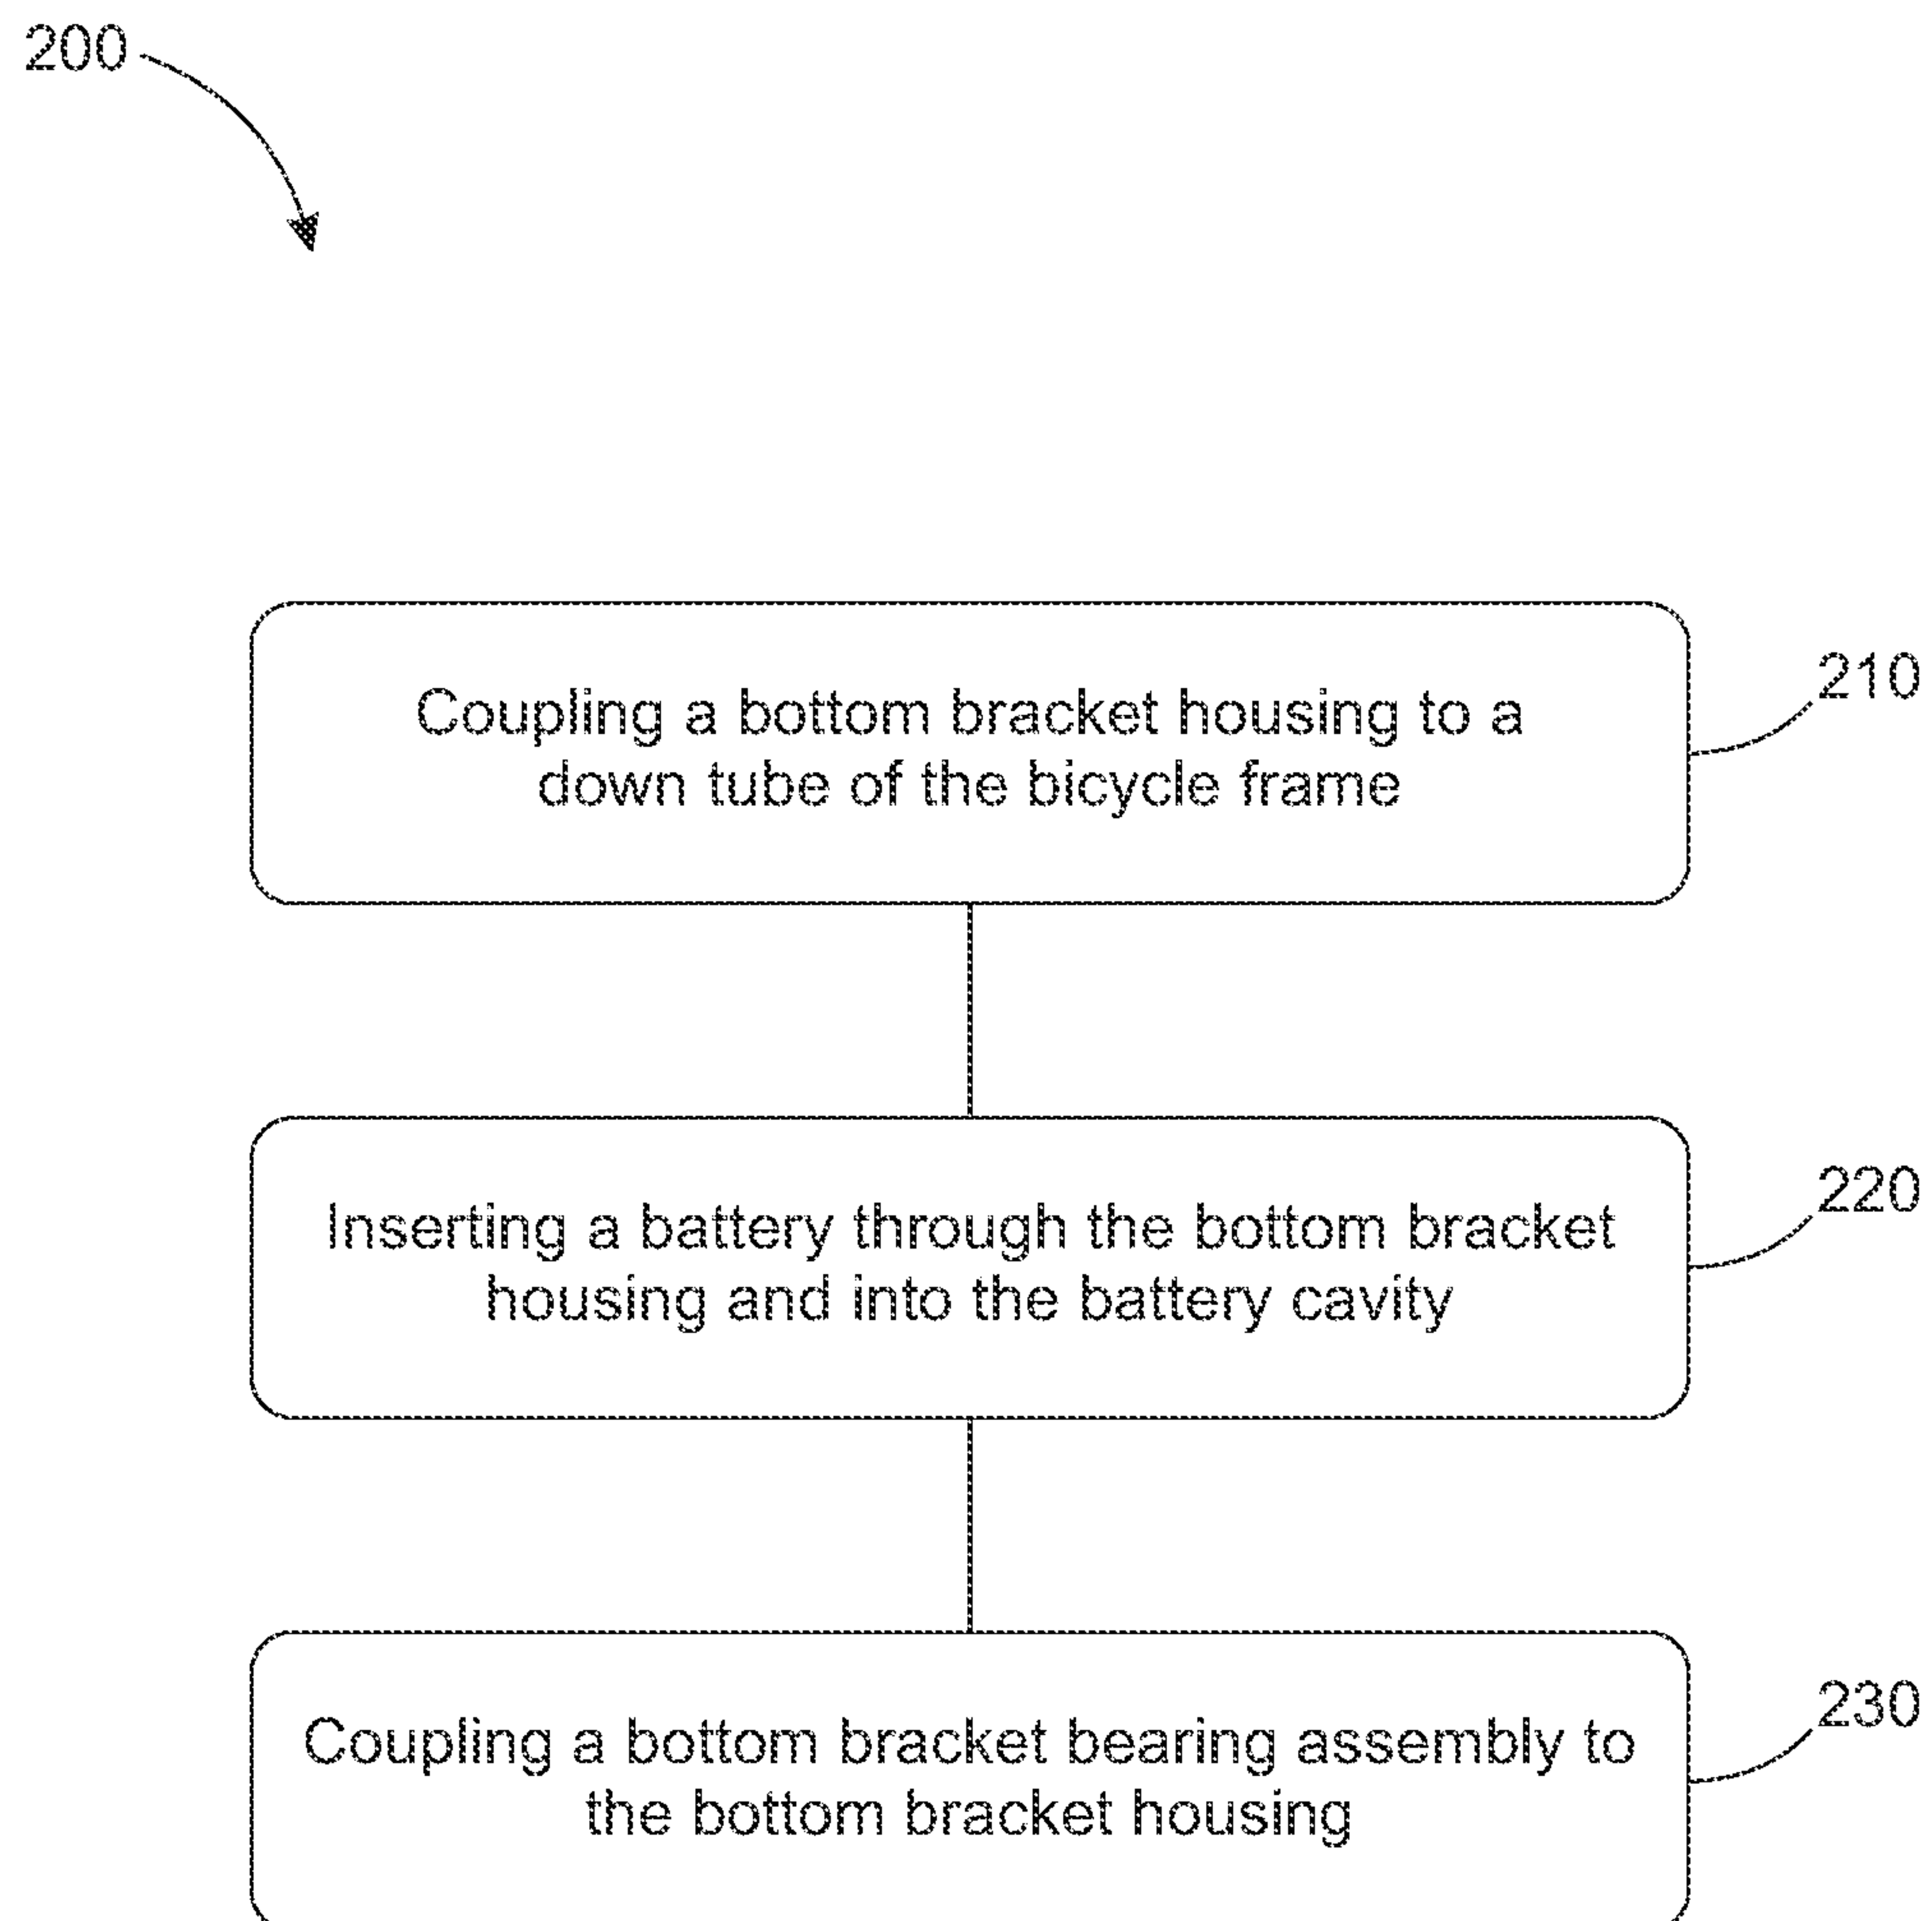 200
Coupling a bottom bracket housing to a
down tube of the bicycle frame
210
Inserting a battery through the bottom bracket
housing and into the battery cavity
220
Coupling a bottom bracket bearing assembly to
the bottom bracket housing
230